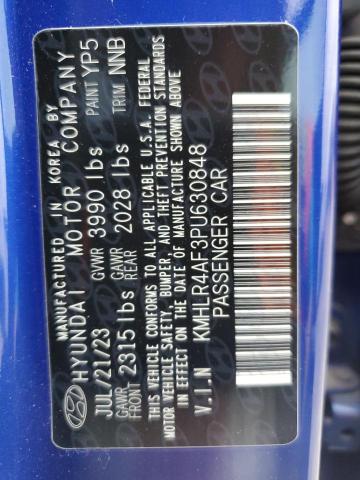 MANUFACTURED IN KOREA BY
HYUNDAI MOTOR COMPANY
JUL/21/23 GVWR 3990 lbs PAINT YP5
GAWR FRONT 2315 lbs GAWR REAR 2028 lbs TRIM NNB
THIS VEHICLE CONFORMS TO ALL APPLICABLE U.S.A. FEDERAL
MOTOR VEHICLE SAFETY, BUMPER, AND THEFT PREVENTION STANDARDS
IN EFFECT ON THE DATE OF MANUFACTURE SHOWN ABOVE
V.I.N KMHLR4AF3PU630848
PASSENGER CAR